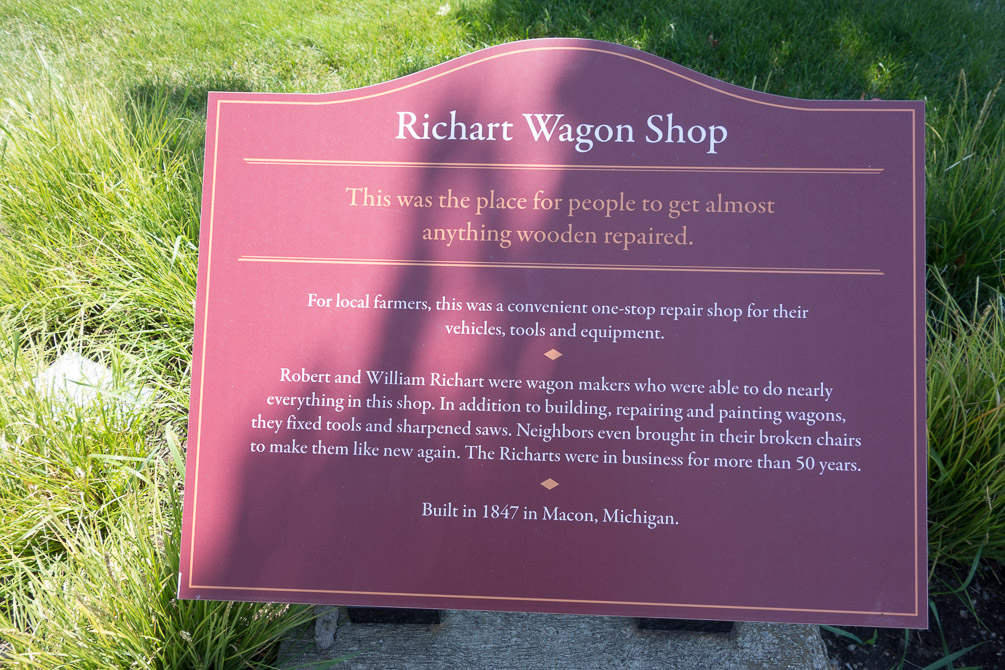 Richart Wagon Shop
This was the place for people to get almost
anything wooden repaired.
For local farmers, this was a convenient one-stop repair shop for their
vehicles, tools and equipment.
Robert and William Richart were wagon makers who were able to do nearly
everything in this shop. In addition to building, repairing and painting wagons,
they fixed tools and sharpened saws. Neighbors even brought in their broken chairs
to make them like new again. The Richarts were in business for more than 50 years.
Built in 1847 in Macon, Michigan.